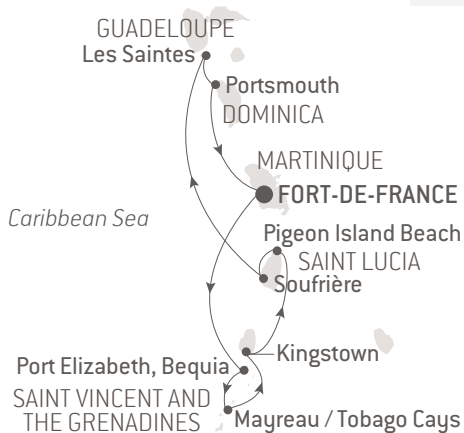 GUADELOUPE
Les Saintes
Portsmouth
DOMINICA
MARTINIQUE
FORT-DE-FRANCE
Caribbean Sea
Pigeon Island Beach
SAINT LUCIA
Soufrière
Kingstown
Port Elizabeth, Bequia
SAINT VINCENT AND
THE GRENADINES
Mayreau / Tobago Cays